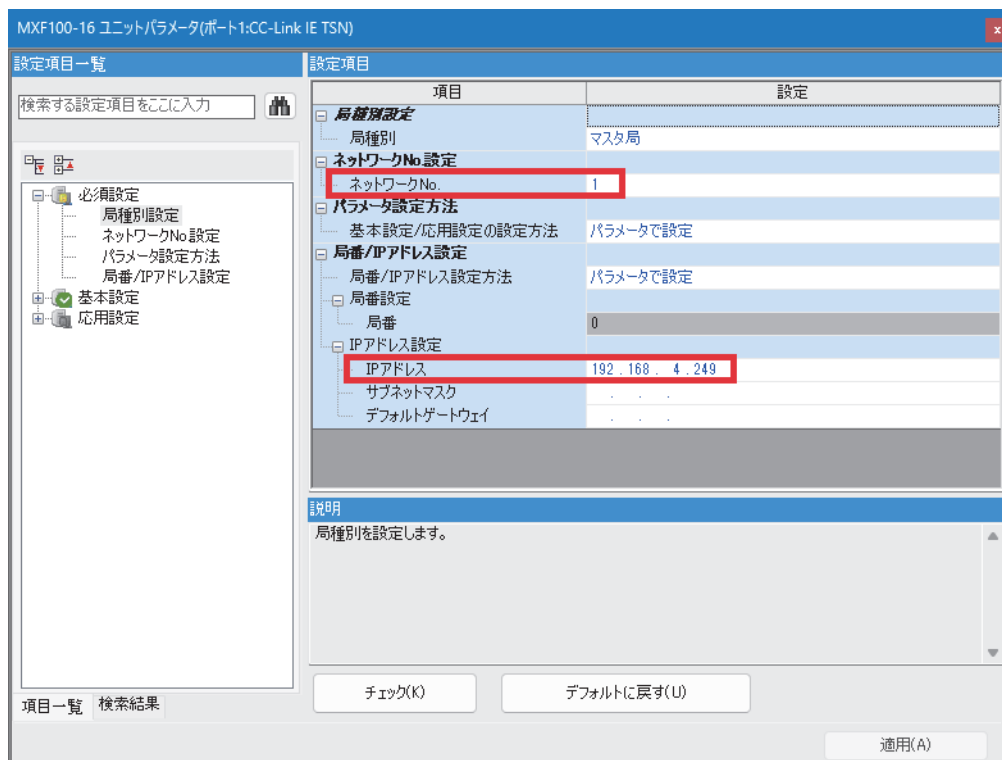 MXF100-16 ユニットパラメータ(ポート1:CC-Link IE TSN)
設定項目一覧
検索する設定項目をここに入力
必須設定
局種別設定
ネットワークNo.設定
パラメータ設定方法
局番/IPアドレス設定
基本設定
応用設定
項目一覧 検索結果
設定項目
項目 設定
局種別設定
局種別 マスタ局
ネットワークNo.設定
ネットワークNo. 1
パラメータ設定方法
基本設定/応用設定の設定方法 パラメータで設定
局番/IPアドレス設定
局番/IPアドレス設定方法 パラメータで設定
局番設定
局番 0
IPアドレス設定
IPアドレス 192 . 168 . 4 . 249
サブネットマスク . . .
デフォルトゲートウェイ . . .
説明
局種別を設定します。
チェック(K) デフォルトに戻す(U)
適用(A)